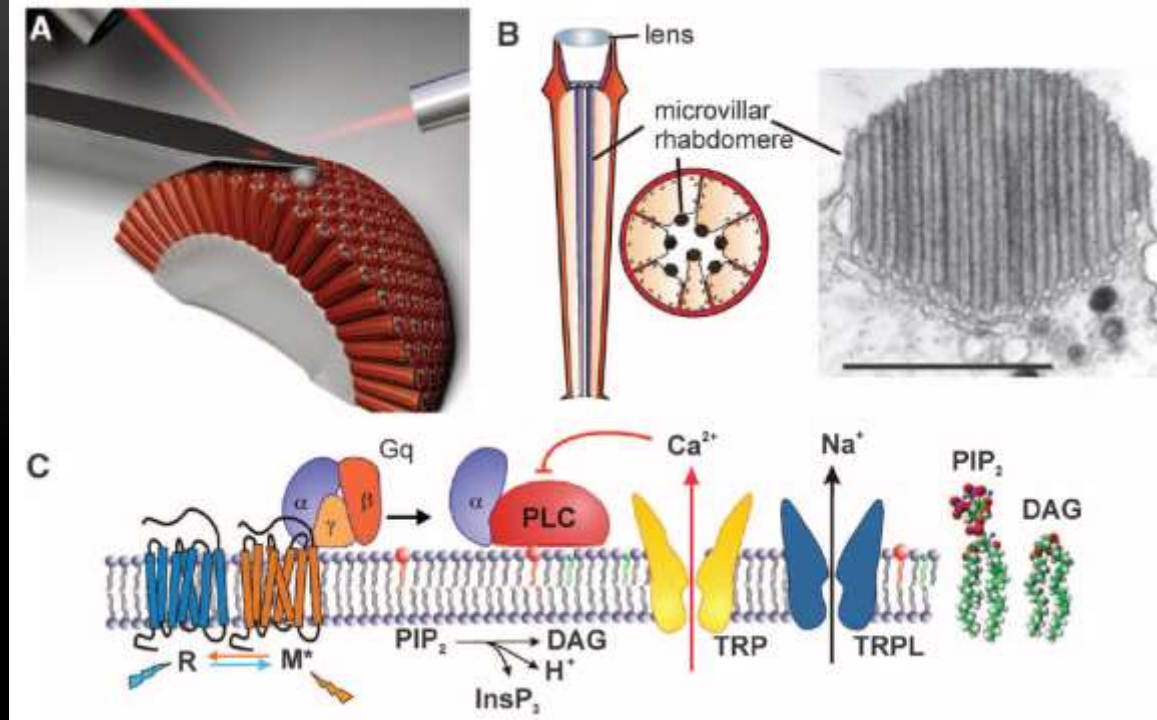 A
B
lens
microvillar
rhabdomere
C
Gq
α
γ
β
α
PLC
Ca²⁺
Na⁺
PIP₂
DAG
TRP
TRPL
PIP₂
DAG
H⁺
InsP₃
R
M*